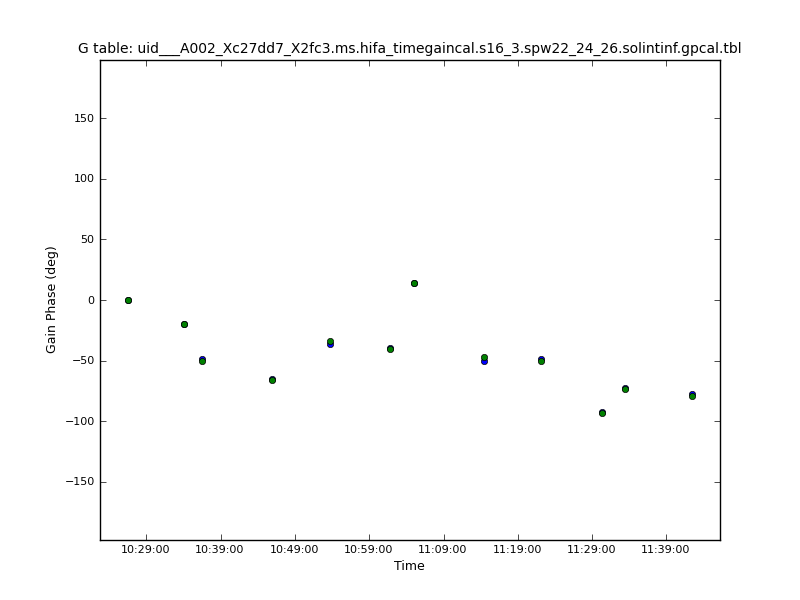 G table: uid___A002_Xc27dd7_X2fc3.ms.hifa_timegaincal.s16_3.spw22_24_26.solintinf.gpcal.tbl
150
100
50
0
−50
−100
−150
Gain Phase (deg)
10:29:00 10:39:00 10:49:00 10:59:00 11:09:00 11:19:00 11:29:00 11:39:00
Time